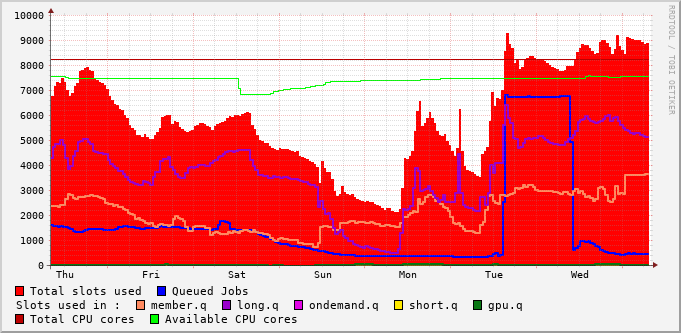 10000
9000
8000
7000
6000
5000
4000
3000
2000
1000
0
Thu Fri Sat Sun Mon Tue Wed
RRDTOOL / TOBI OETIKER
Total slots used Queued Jobs
Slots used in : member.q long.q ondemand.q short.q gpu.q
Total CPU cores Available CPU cores